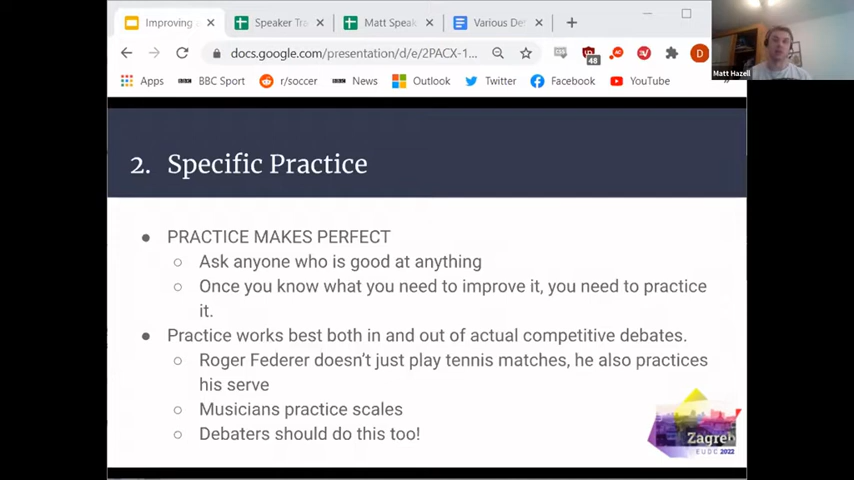 Improving
Speaker Tra
Matt Speak
Various De
docs.google.com/presentation/d/e/2PACX-1...
48
D
Apps
BBC Sport
r/soccer
News
Outlook
Twitter
Facebook
YouTube
Matt Hazell
2. Specific Practice
PRACTICE MAKES PERFECT
Ask anyone who is good at anything
Once you know what you need to improve it, you need to practice
it.
Practice works best both in and out of actual competitive debates.
Roger Federer doesn't just play tennis matches, he also practices
his serve
Musicians practice scales
Debaters should do this too!
Zagreb
EUDC 2022